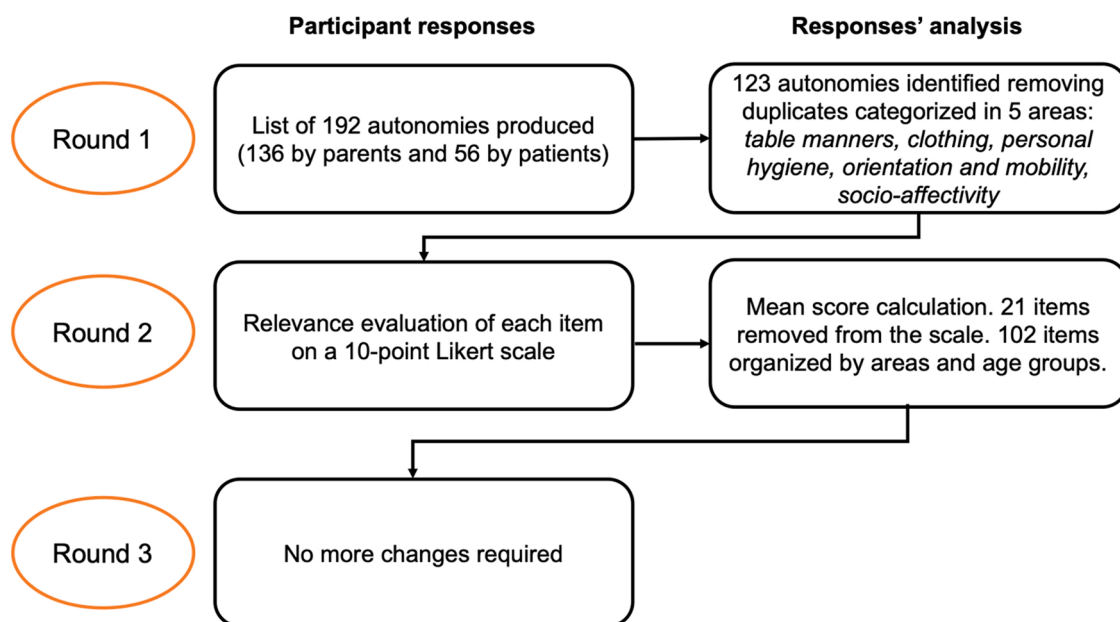 Participant responses
Responses’ analysis
Round 1
List of 192 autonomies produced
(136 by parents and 56 by patients)
123 autonomies identified removing
duplicates categorized in 5 areas:
table manners, clothing, personal
hygiene, orientation and mobility,
socio-affectivity
Round 2
Relevance evaluation of each item
on a 10-point Likert scale
Mean score calculation. 21 items
removed from the scale. 102 items
organized by areas and age groups.
Round 3
No more changes required